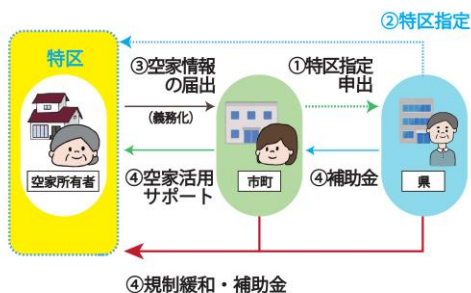 ②特区指定
特区
③空家情報
の届出
(義務化)
①特区指定
申出
空家所有者
④空家活用
サポート
市町
④補助金
県
④規制緩和・補助金